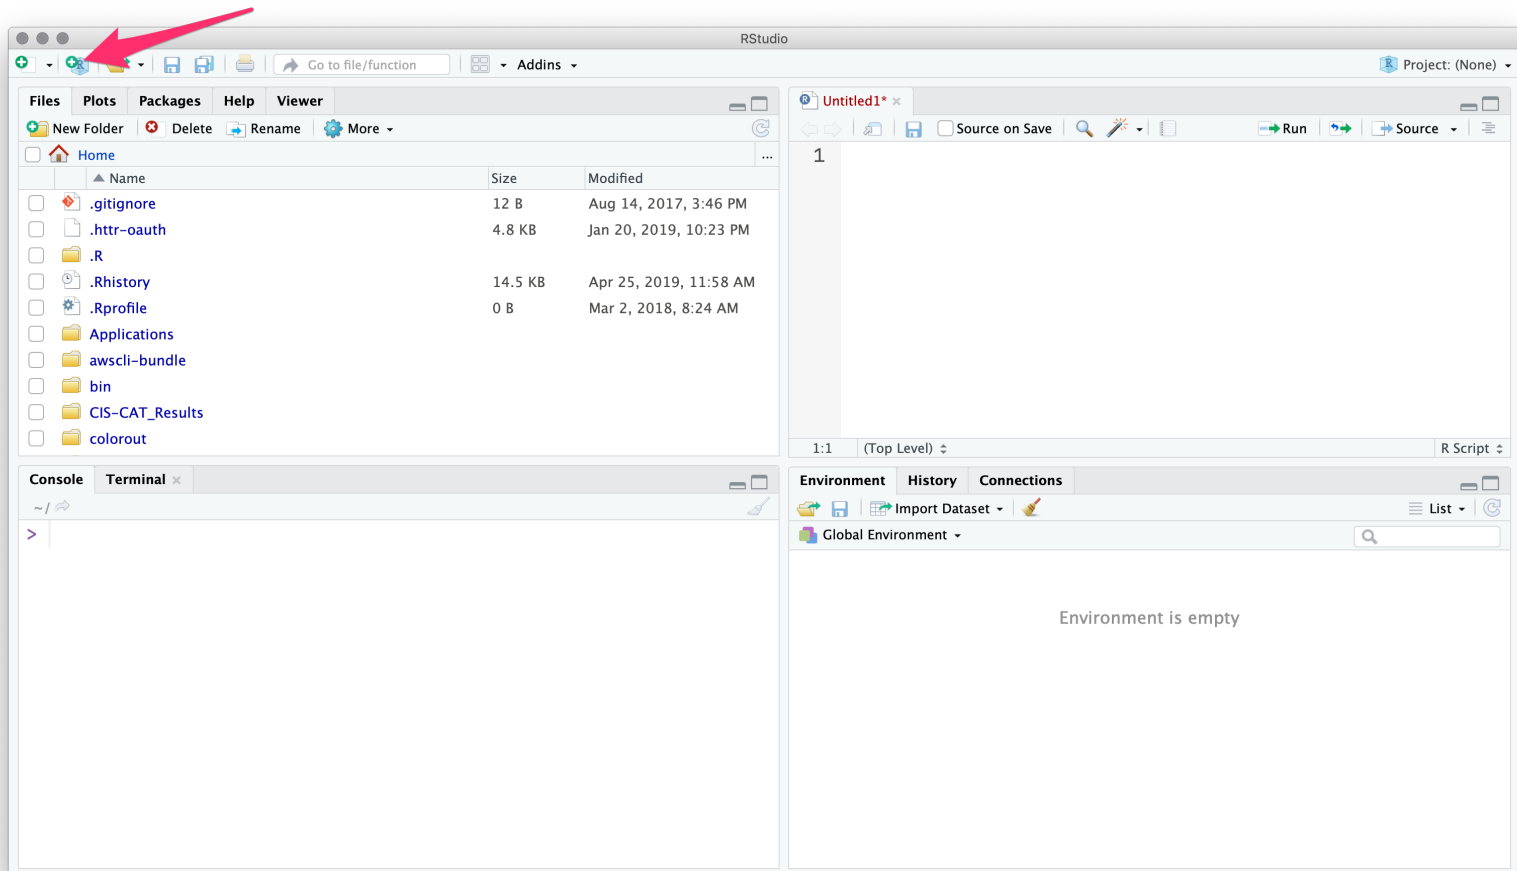 RStudio
Go to file/function
Addins
Project: (None)
Files Plots Packages Help Viewer
New Folder Delete Rename More
Home ...
Name Size Modified
.gitignore 12 B Aug 14, 2017, 3:46 PM
.httr-oauth 4.8 KB Jan 20, 2019, 10:23 PM
.R
.Rhistory 14.5 KB Apr 25, 2019, 11:58 AM
.Rprofile 0 B Mar 2, 2018, 8:24 AM
Applications
awscli-bundle
bin
CIS-CAT_Results
colorout
Untitled1*
Source on Save Run Source
1
1:1 (Top Level) R Script
Console Terminal
~/
>
Environment History Connections
Import Dataset List
Global Environment
Environment is empty